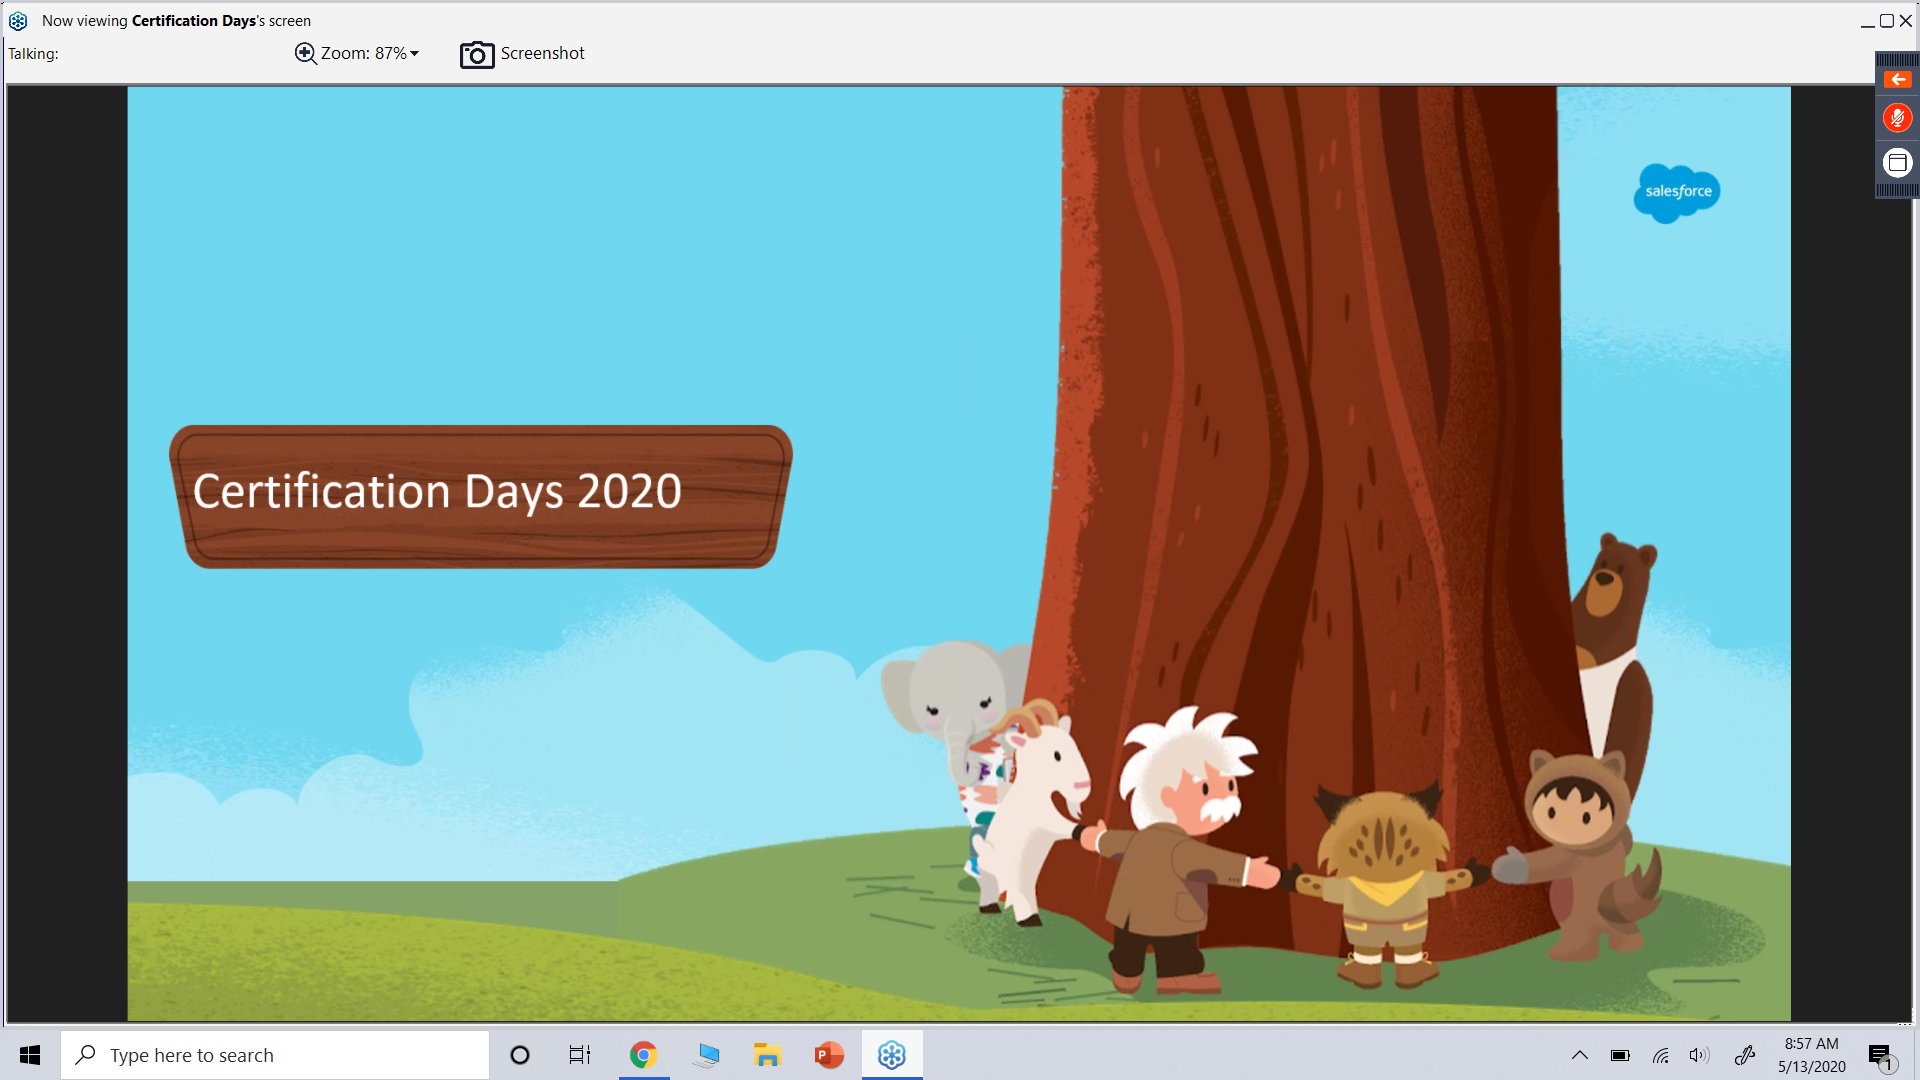 Now viewing Certification Days's screen
Talking:
Zoom: 87%
Screenshot
salesforce
Certification Days 2020
Type here to search
P
8:57 AM
5/13/2020
1